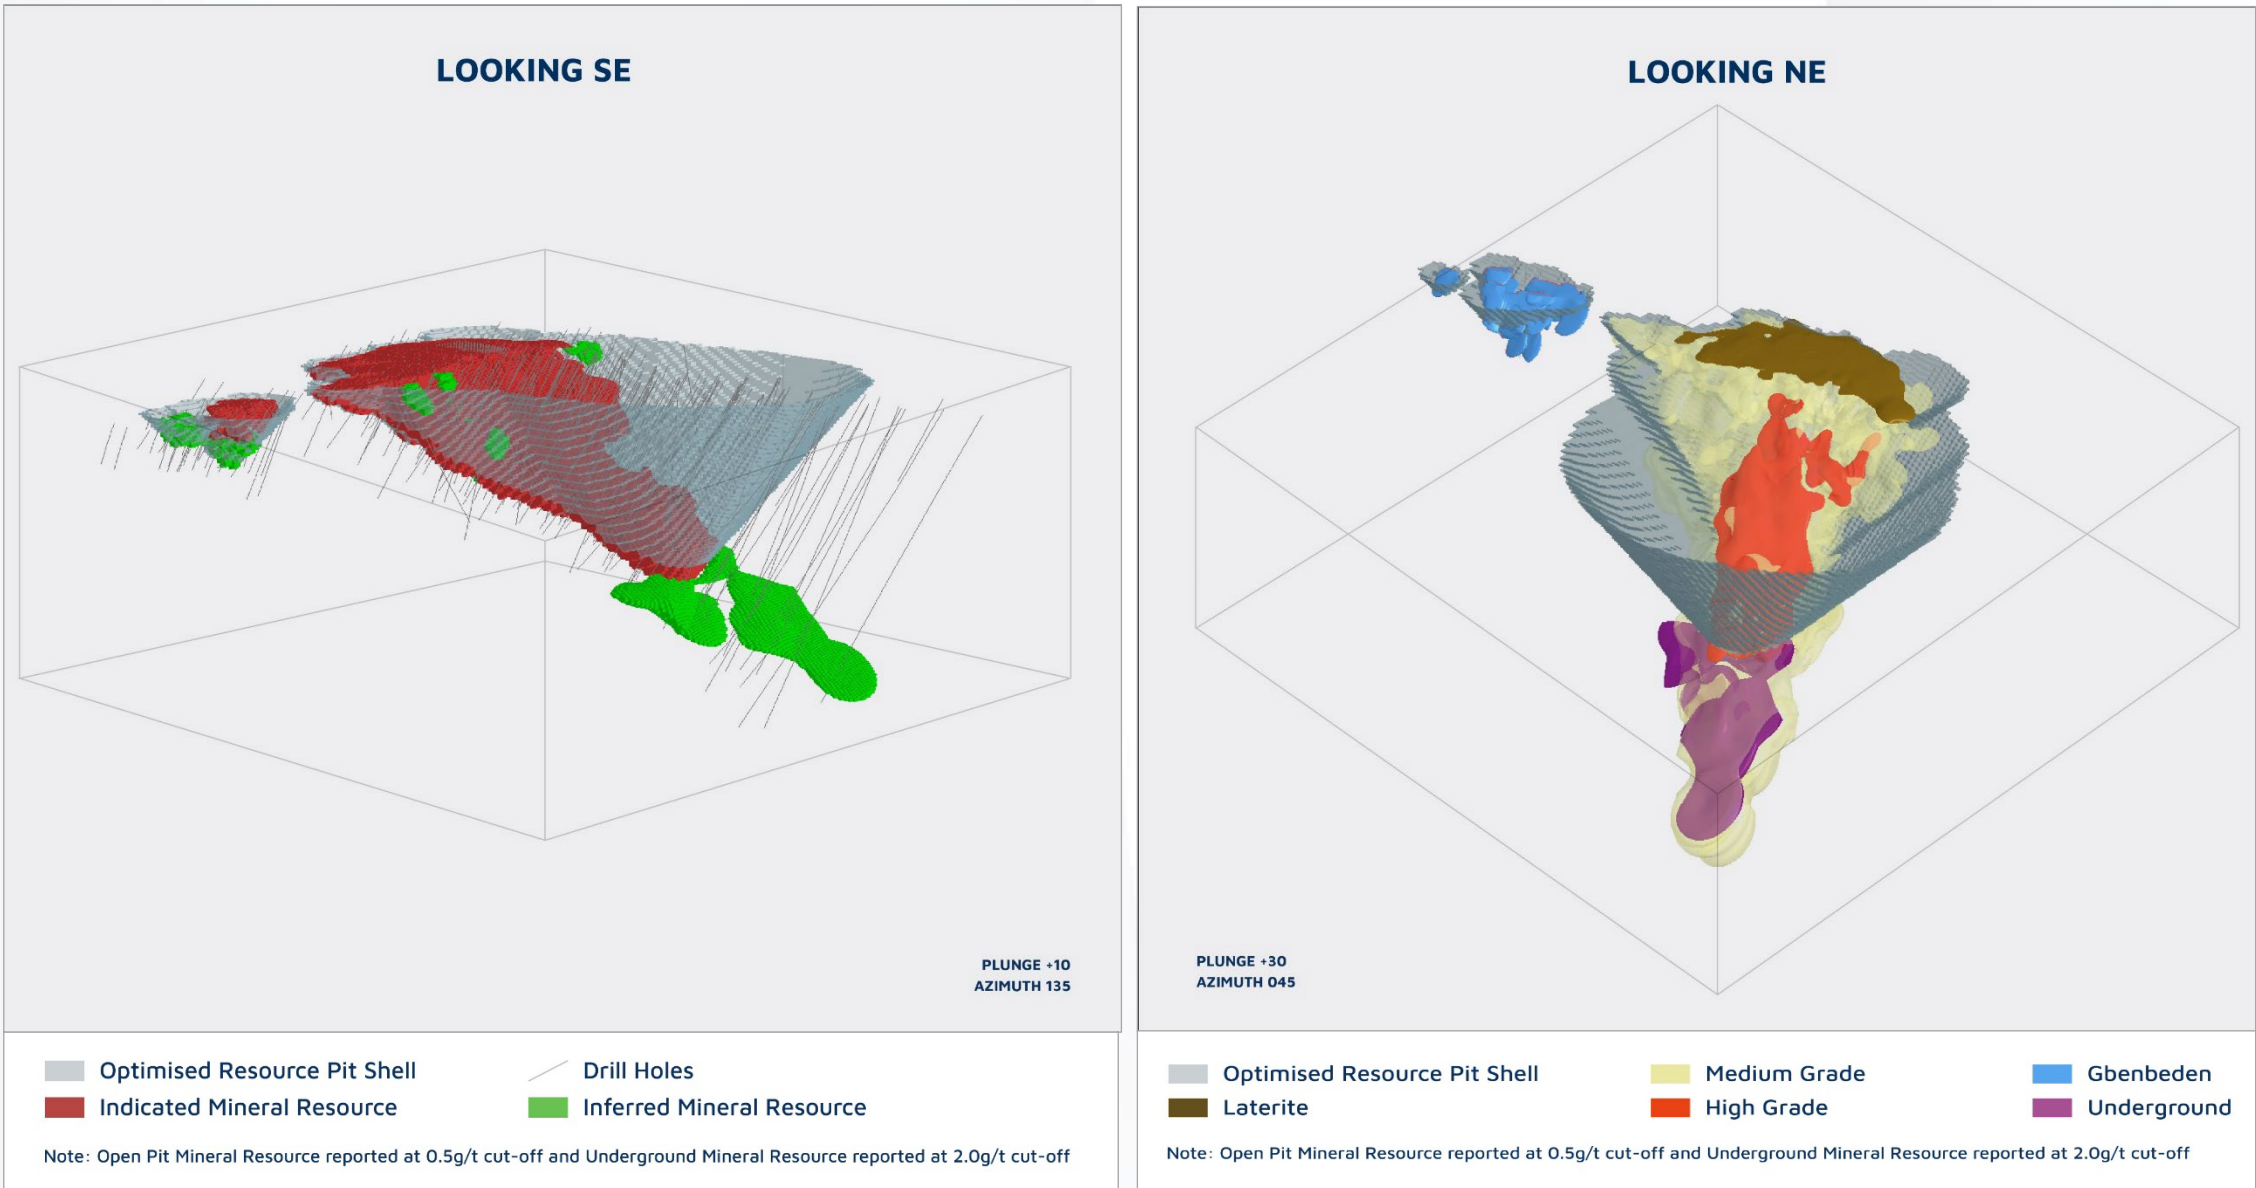 LOOKING SE
PLUNGE +10
AZIMUTH 135
Optimised Resource Pit Shell
Drill Holes
Indicated Mineral Resource
Inferred Mineral Resource
Note: Open Pit Mineral Resource reported at 0.5g/t cut-off and Underground Mineral Resource reported at 2.0g/t cut-off
LOOKING NE
PLUNGE +30
AZIMUTH 045
Optimised Resource Pit Shell
Medium Grade
Gbenbeden
Laterite
High Grade
Underground
Note: Open Pit Mineral Resource reported at 0.5g/t cut-off and Underground Mineral Resource reported at 2.0g/t cut-off